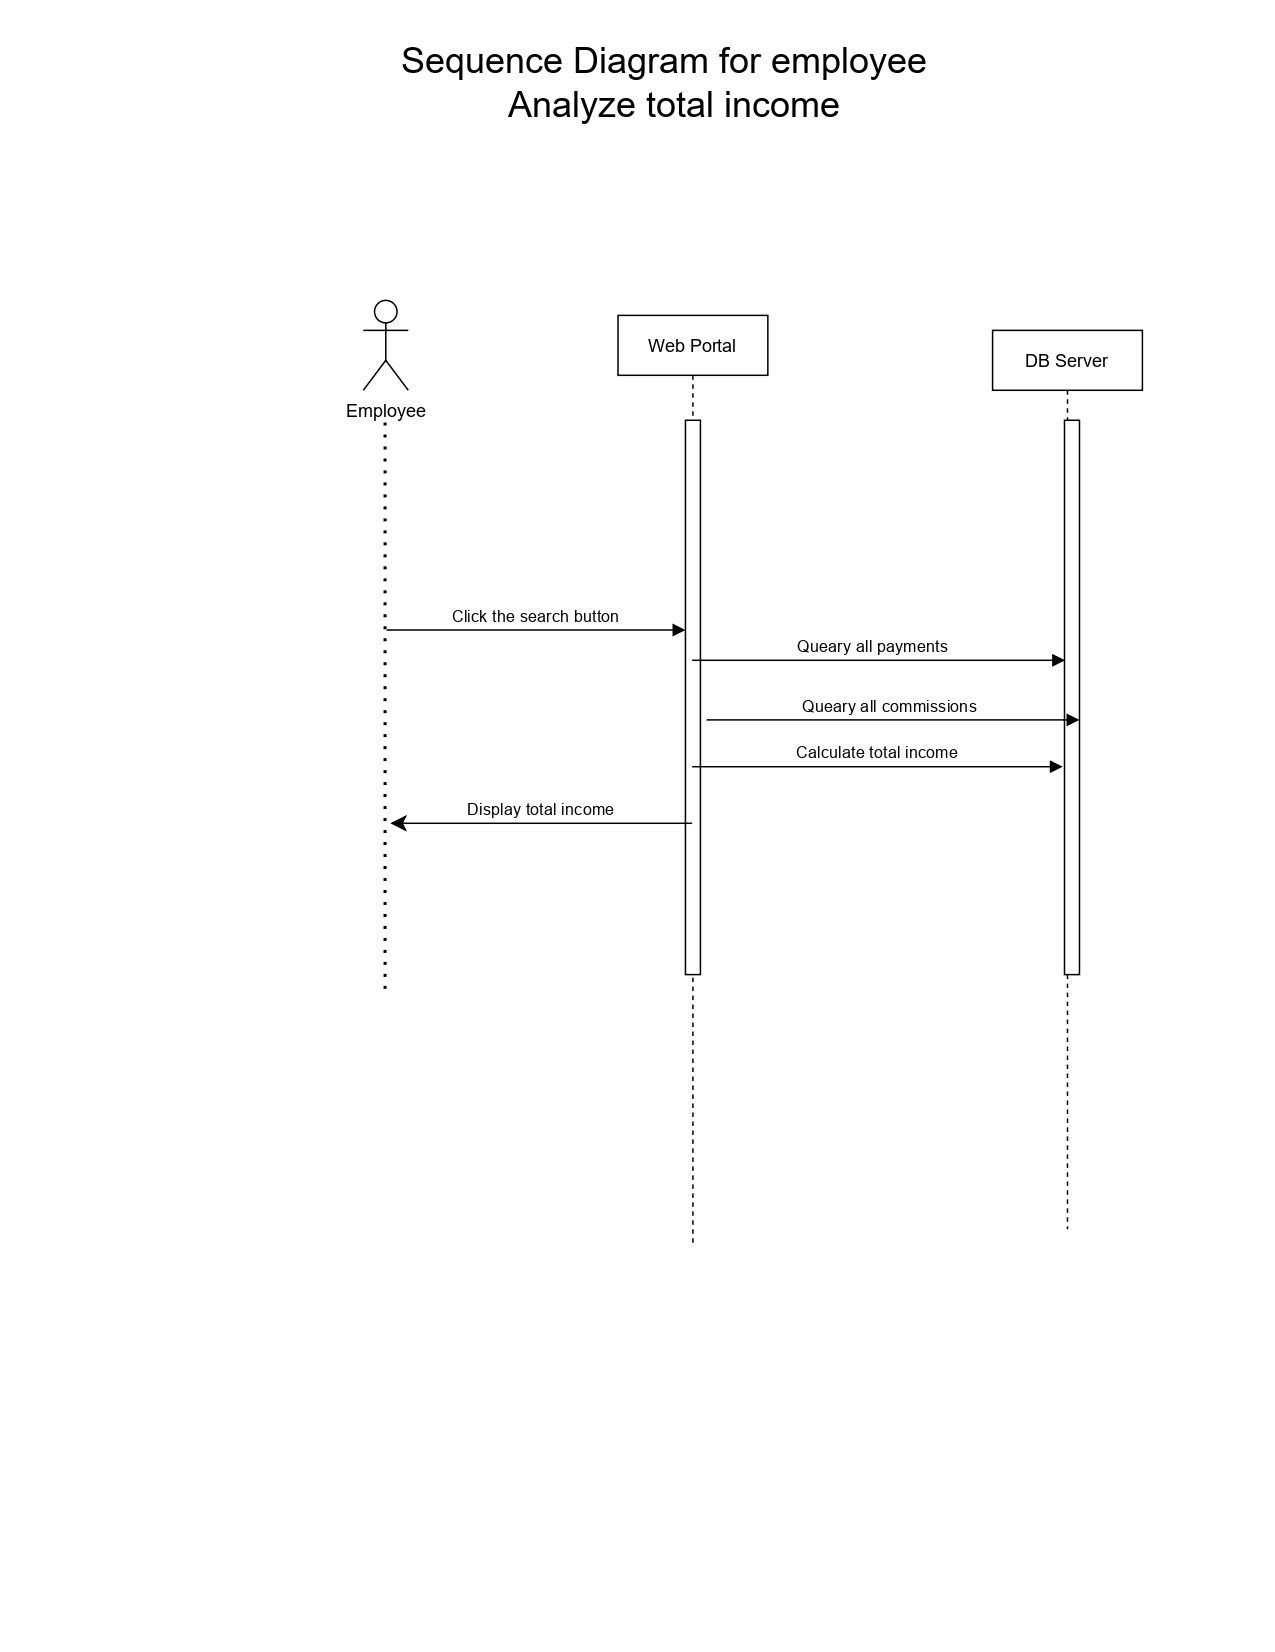 Sequence Diagram for employee
Analyze total income
Web Portal
DB Server
Employee
Click the search button
Queary all payments
Queary all commissions
Calculate total income
Display total income